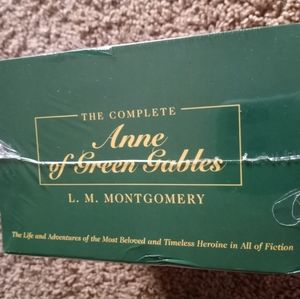 THE COMPLETE
Anne
of Green Gables
L. M. MONTGOMERY
The Life and Adventures of the Most Beloved and Timeless Heroine in All of Fiction